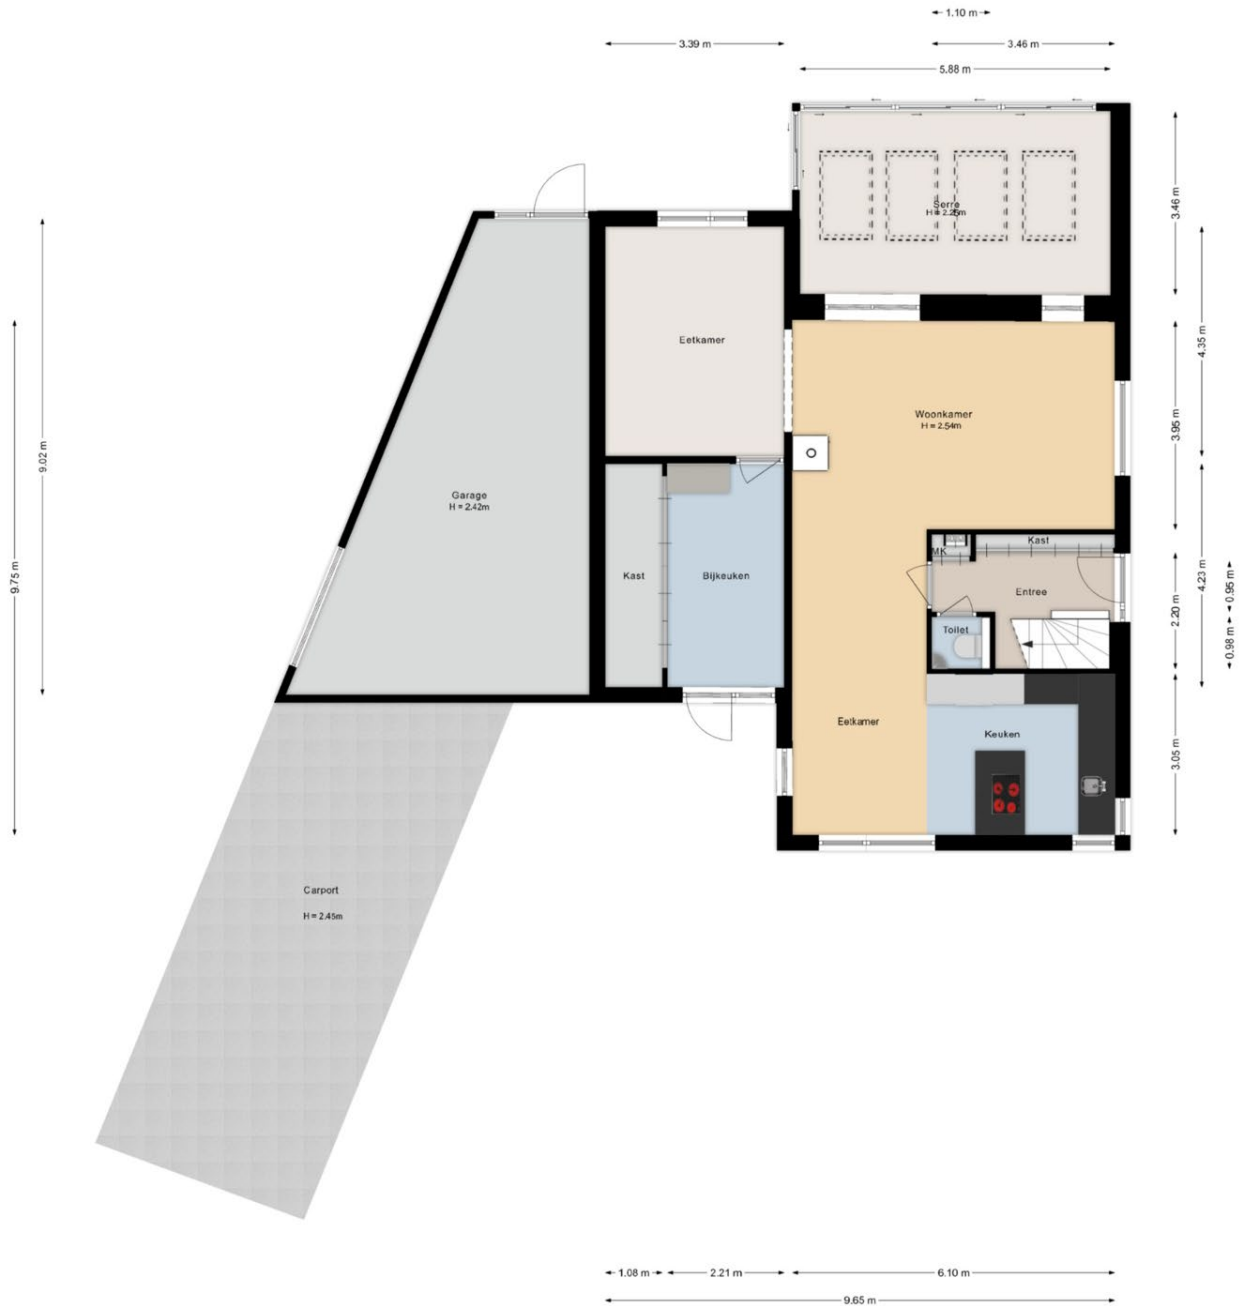 1.10 m
3.39 m
3.46 m
5.88 m
Serre
H = 2.25m
3.46 m
Eetkamer
4.35 m
Woonkamer
H = 2.54m
3.95 m
9.02 m
Garage
H = 2.42m
Kast
MK
Kast
Bijkeuken
Entree
9.75 m
4.23 m
0.95 m
2.20 m
Toilet
0.98 m
Eetkamer
Keuken
3.05 m
Carport
H = 2.45m
1.08 m
2.21 m
6.10 m
9.65 m